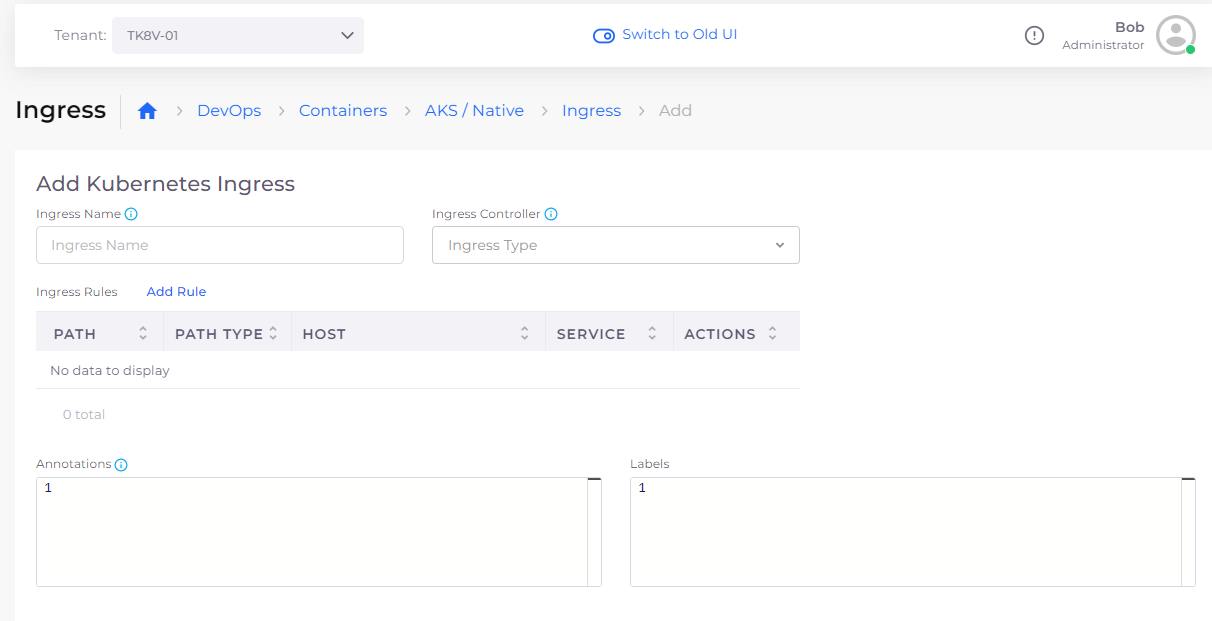 Tenant: TK8V-01 Switch to Old UI Bob
Administrator
Ingress DevOps Containers AKS / Native Ingress Add
Add Kubernetes Ingress
Ingress Name Ingress Controller
Ingress Name Ingress Type
Ingress Rules Add Rule
PATH PATH TYPE HOST SERVICE ACTIONS
No data to display
0 total
Annotations Labels
1 1